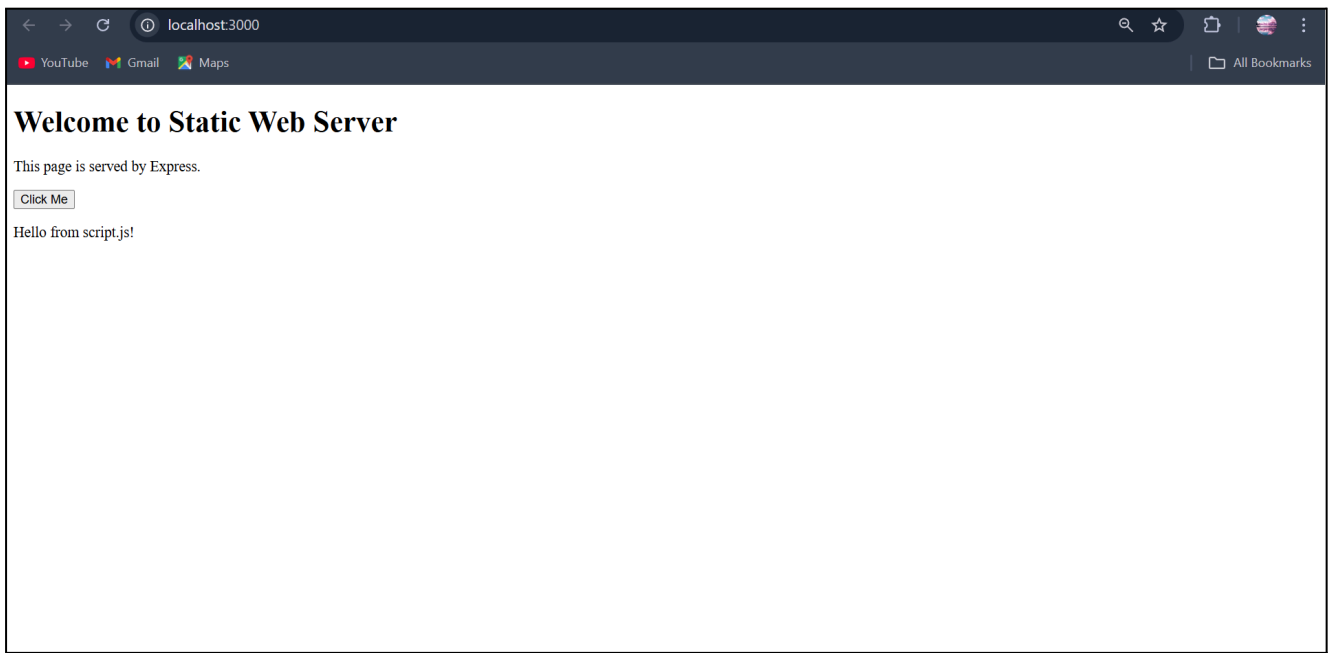 localhost:3000
YouTube Gmail Maps All Bookmarks
Welcome to Static Web Server
This page is served by Express.
Click Me
Hello from script.js!